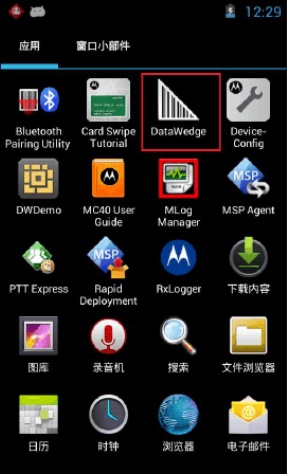 12:29
应用 窗口小部件
Bluetooth Pairing Utility
Card Swipe Tutorial
DataWedge
Device-Config
DWDemo
MC40 User Guide
MLog Manager
MSP Agent
PTT Express
Rapid Deployment
RxLogger
下载内容
图库
录音机
搜索
文件浏览器
日历
时钟
浏览器
电子邮件